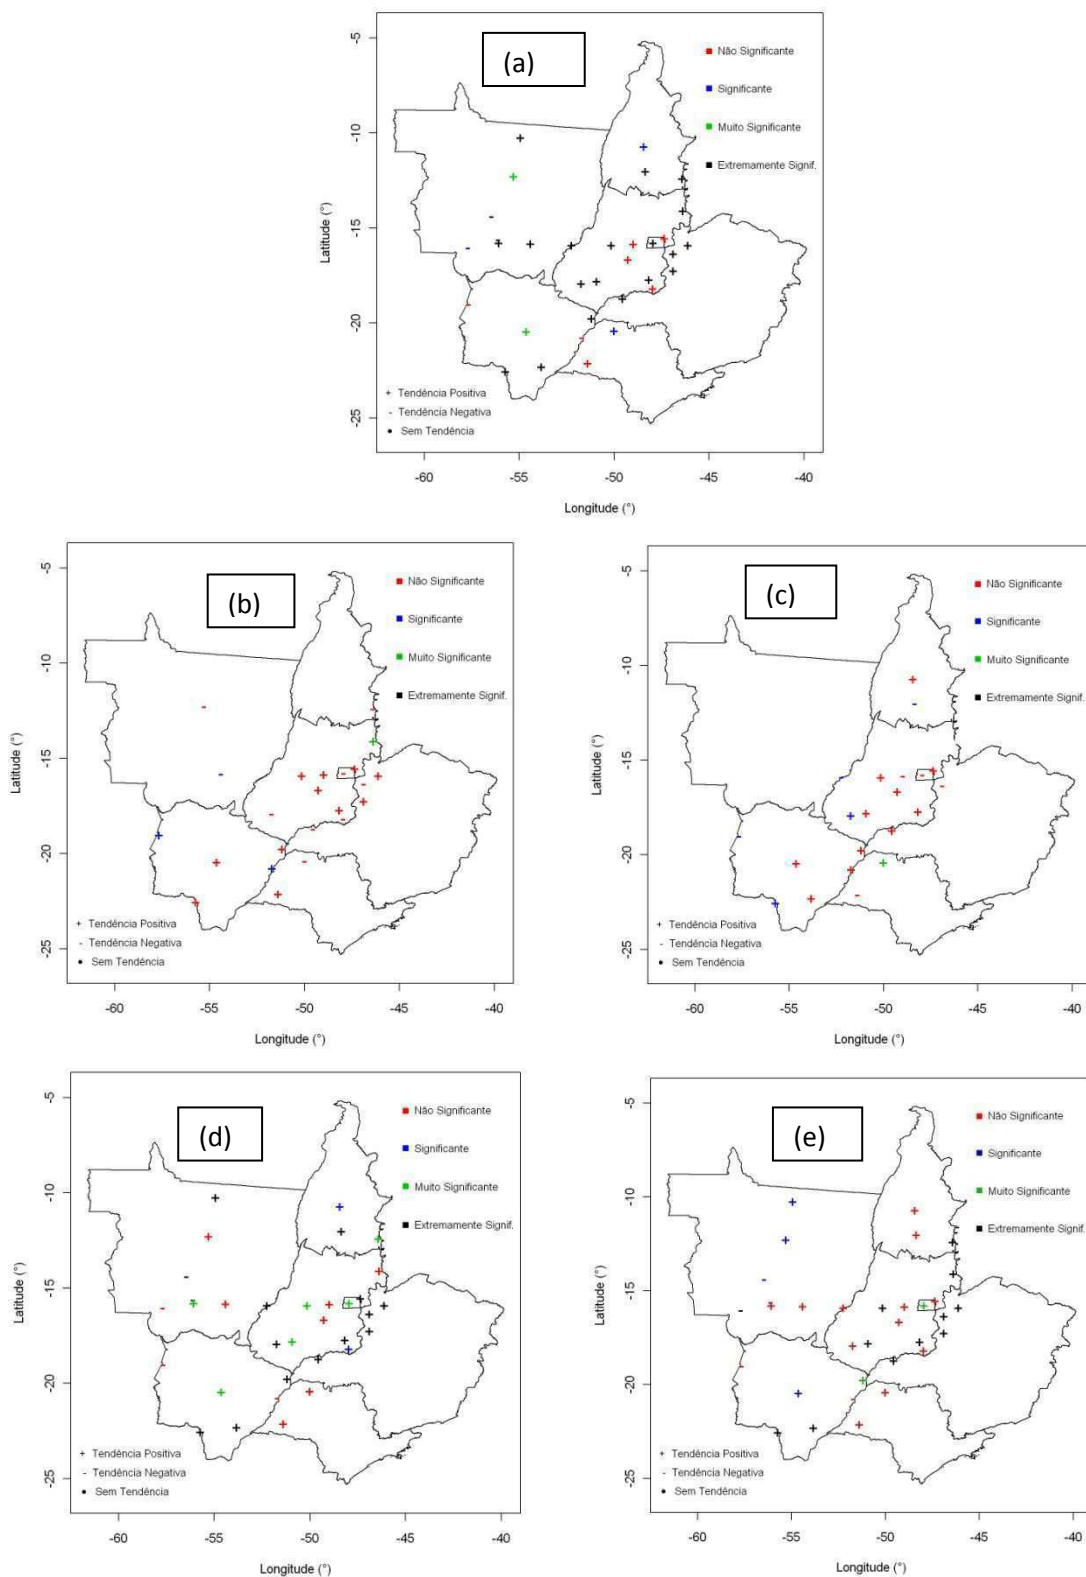 (a)
Não Significante
Significante
Muito Significante
Extremamente Signif.
Latitude (°)
-5
-10
-15
-20
-25
+ Tendência Positiva
- Tendência Negativa
• Sem Tendência
-60 -55 -50 -45 -40
Longitude (°)
(b)
Não Significante
Significante
Muito Significante
Extremamente Signif.
Latitude (°)
-5
-10
-15
-20
-25
+ Tendência Positiva
- Tendência Negativa
• Sem Tendência
-60 -55 -50 -45 -40
Longitude (°)
(c)
Não Significante
Significante
Muito Significante
Extremamente Signif.
Latitude (°)
-5
-10
-15
-20
-25
+ Tendência Positiva
- Tendência Negativa
• Sem Tendência
-60 -55 -50 -45 -40
Longitude (°)
(d)
Não Significante
Significante
Muito Significante
Extremamente Signif.
Latitude (°)
-5
-10
-15
-20
-25
+ Tendência Positiva
- Tendência Negativa
• Sem Tendência
-60 -55 -50 -45 -40
Longitude (°)
(e)
Não Significante
Significante
Muito Significante
Extremamente Signif.
Latitude (°)
-5
-10
-15
-20
-25
+ Tendência Positiva
- Tendência Negativa
• Sem Tendência
-60 -55 -50 -45 -40
Longitude (°)